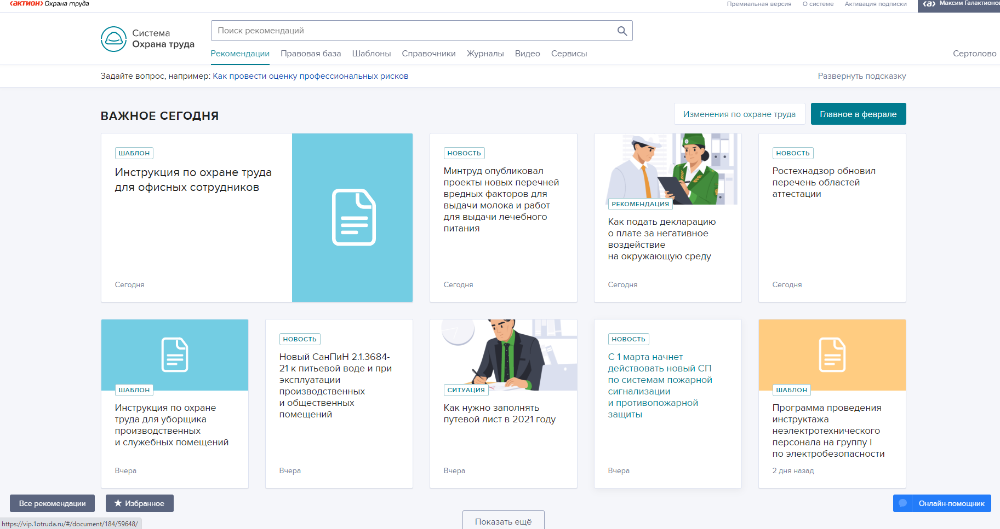 ‹актион› Охрана труда
Премиальная версия О системе Активация подписки
‹а› Максим Галактионов
Система
Охрана труда
Поиск рекомендаций
Рекомендации Правовая база Шаблоны Справочники Журналы Видео Сервисы
Сертолово
Задайте вопрос, например: Как провести оценку профессиональных рисков
Развернуть подсказку
ВАЖНОЕ СЕГОДНЯ
Изменения по охране труда
Главное в феврале
ШАБЛОН
Инструкция по охране труда
для офисных сотрудников
Сегодня
НОВОСТЬ
Минтруд опубликовал
проекты новых перечней
вредных факторов для
выдачи молока и работ
для выдачи лечебного
питания
Сегодня
РЕКОМЕНДАЦИЯ
Как подать декларацию
о плате за негативное
воздействие
на окружающую среду
Сегодня
НОВОСТЬ
Ростехнадзор обновил
перечень областей
аттестации
Сегодня
ШАБЛОН
Инструкция по охране
труда для уборщика
производственных
и служебных помещений
Вчера
НОВОСТЬ
Новый СанПиН 2.1.3684-
21 к питьевой воде и при
эксплуатации
производственных
и общественных
помещений
Вчера
СИТУАЦИЯ
Как нужно заполнять
путевой лист в 2021 году
Вчера
НОВОСТЬ
С 1 марта начнет
действовать новый СП
по системам пожарной
сигнализации
и противопожарной
защиты
Вчера
ШАБЛОН
Программа проведения
инструктажа
неэлектротехнического
персонала на группу I
по электробезопасности
2 дня назад
Все рекомендации
Избранное
Онлайн-помощник
Показать ещё
https://vip.1otruda.ru/#/document/184/59648/